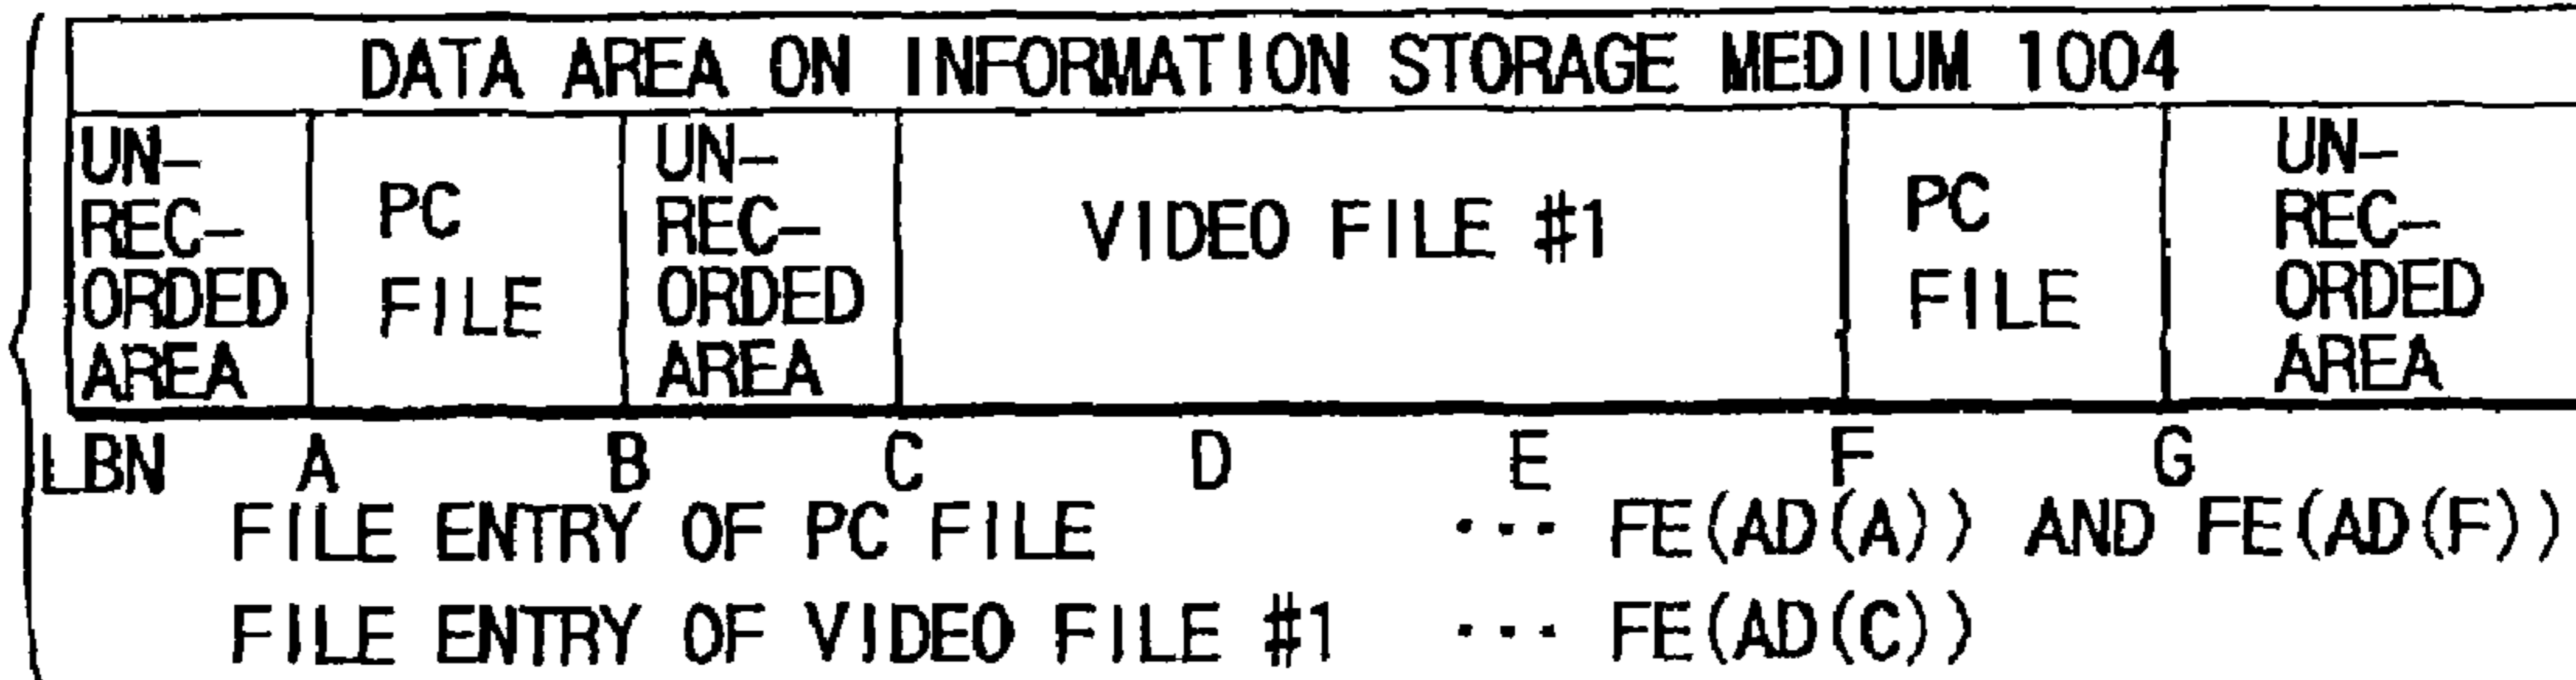 DATA AREA ON INFORMATION STORAGE MEDIUM 1004
UN-
REC-
ORDED
AREA
PC
FILE
UN-
REC-
ORDED
AREA
VIDEO FILE #1
PC
FILE
UN-
REC-
ORDED
AREA
LBN A B C D E F G
FILE ENTRY OF PC FILE ... FE(AD(A)) AND FE(AD(F))
FILE ENTRY OF VIDEO FILE #1 ... FE(AD(C))